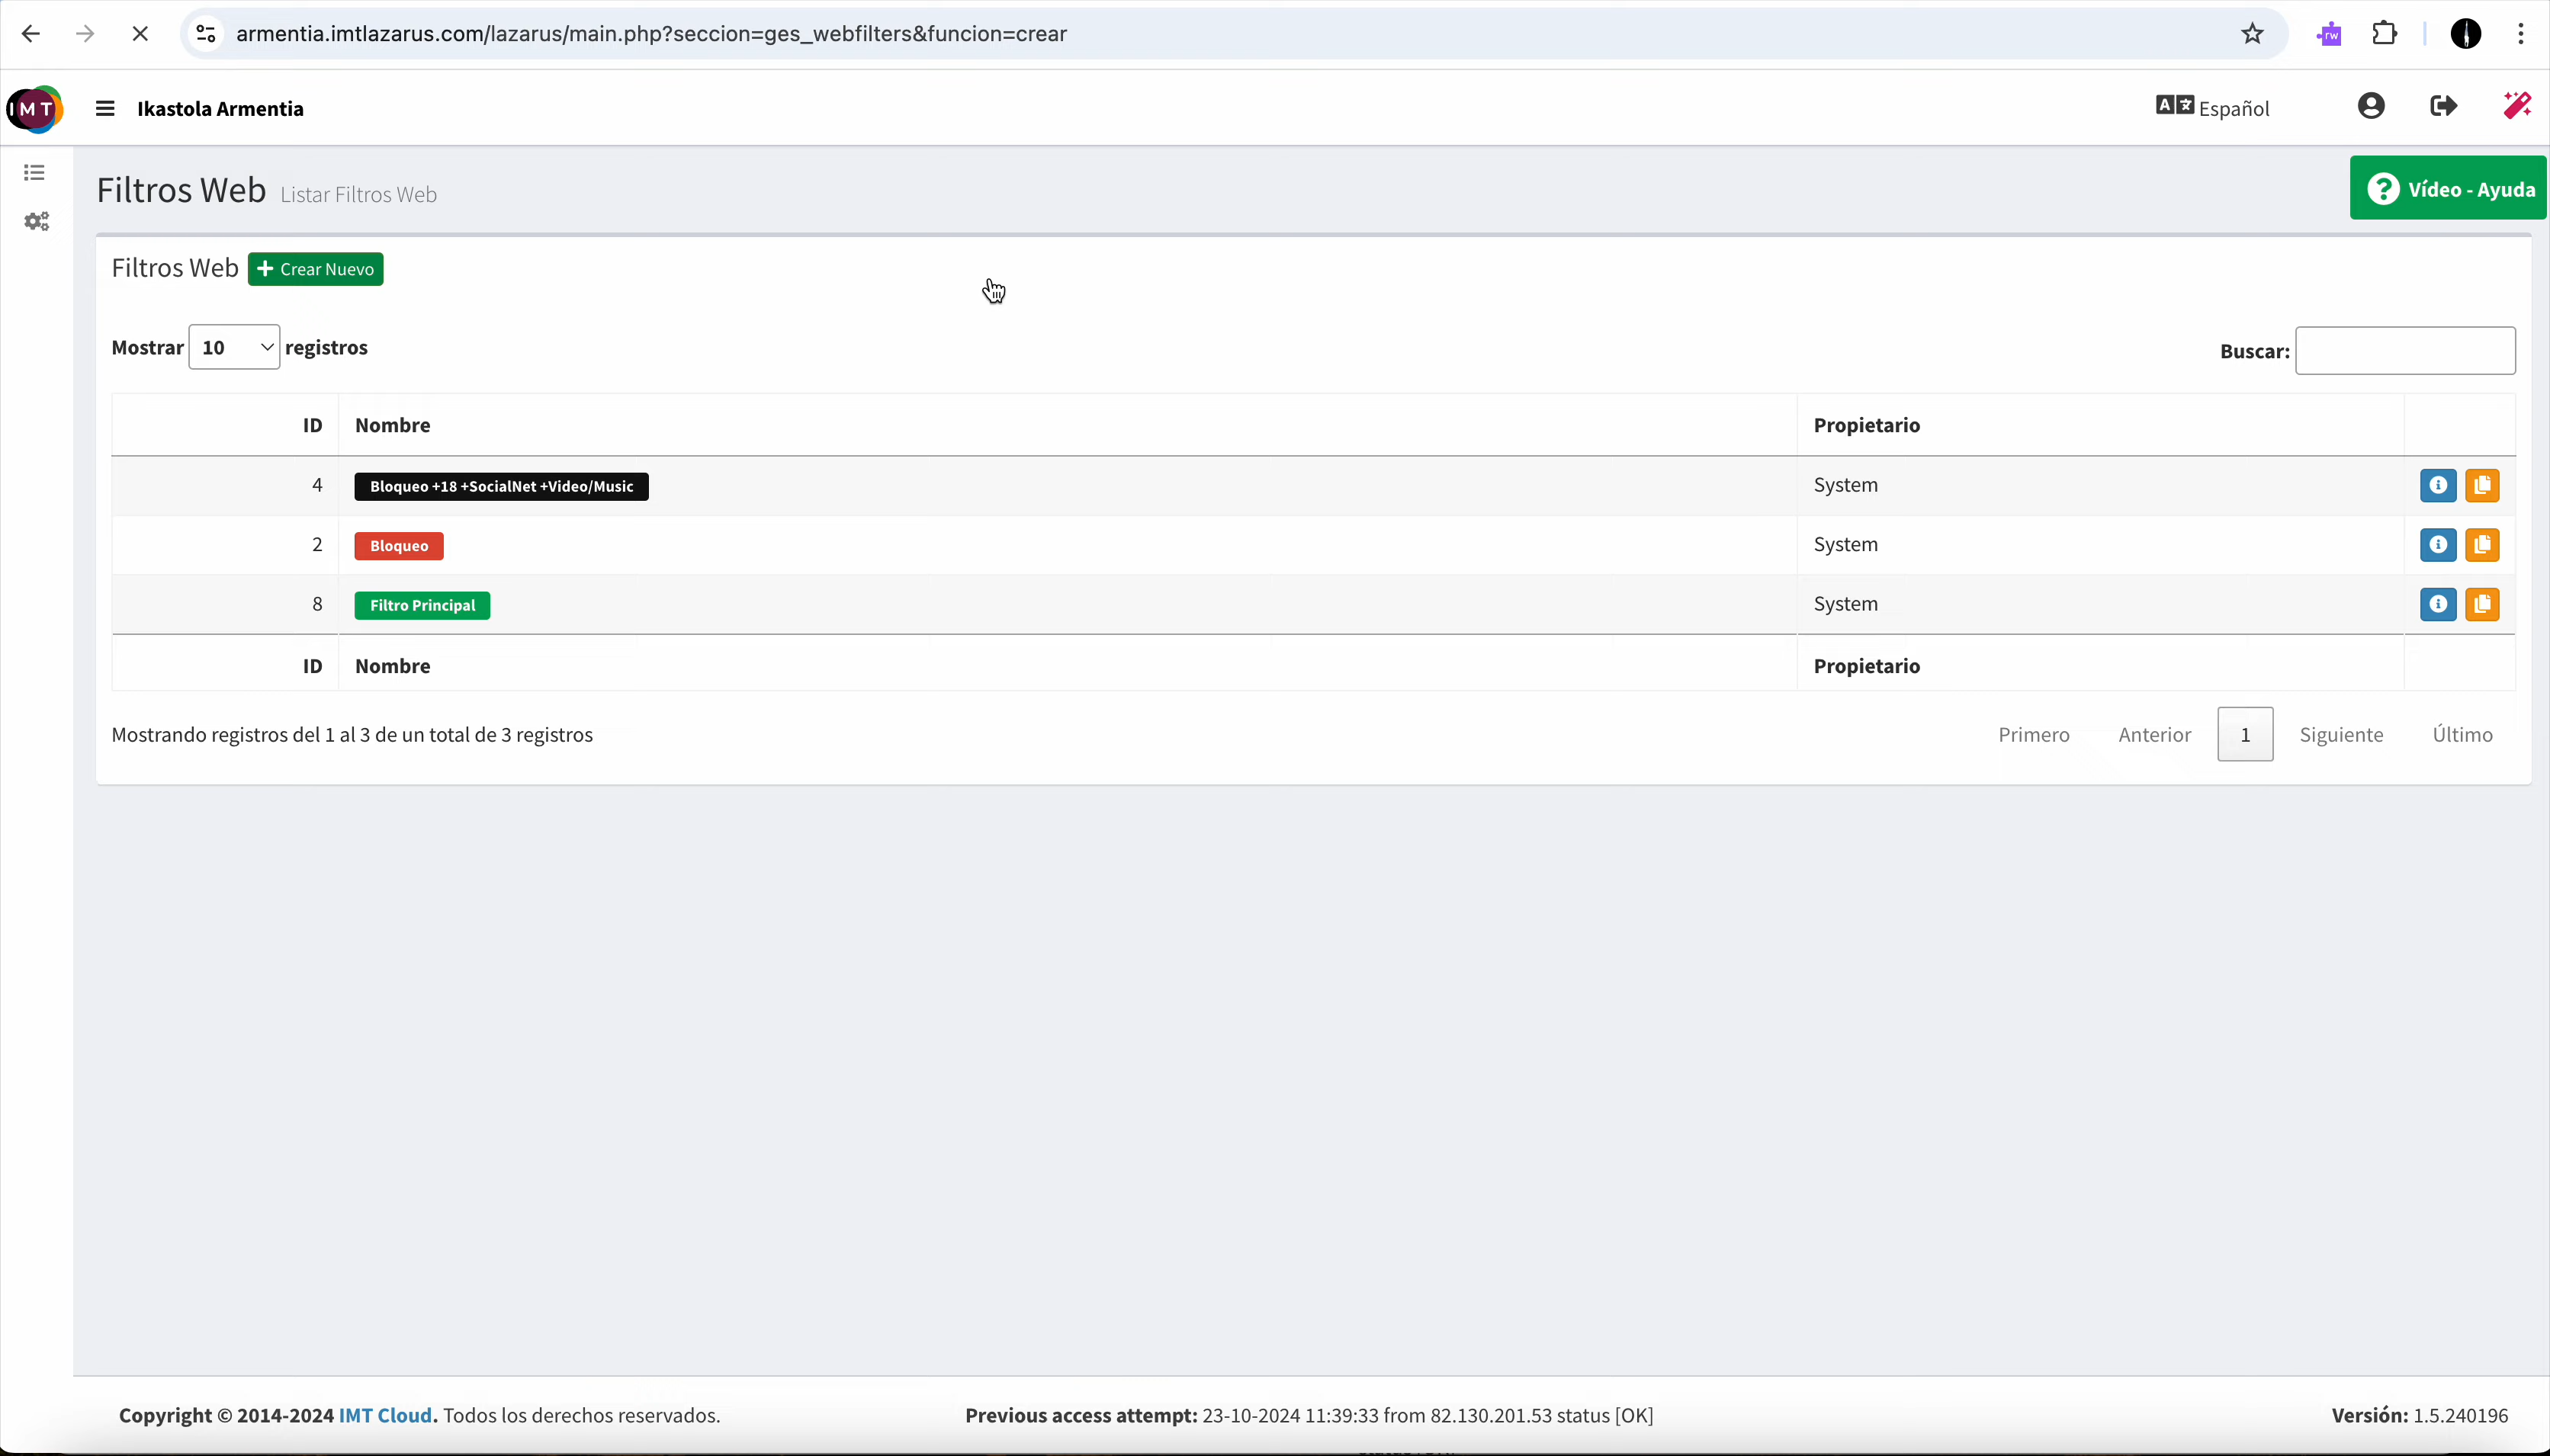 armentia.imtlazarus.com/lazarus/main.php?seccion=ges_webfilters&funcion=crear
rw
IMT
Ikastola Armentia
Español
Filtros Web Listar Filtros Web
Vídeo - Ayuda
Filtros Web
Crear Nuevo
Mostrar 10 registros
Buscar:
ID Nombre Propietario
4 Bloqueo +18 +SocialNet +Video/Music System
2 Bloqueo System
8 Filtro Principal System
ID Nombre Propietario
Mostrando registros del 1 al 3 de un total de 3 registros
Primero Anterior 1 Siguiente Último
Copyright © 2014-2024 IMT Cloud. Todos los derechos reservados.
Previous access attempt: 23-10-2024 11:39:33 from 82.130.201.53 status [OK]
Versión: 1.5.240196